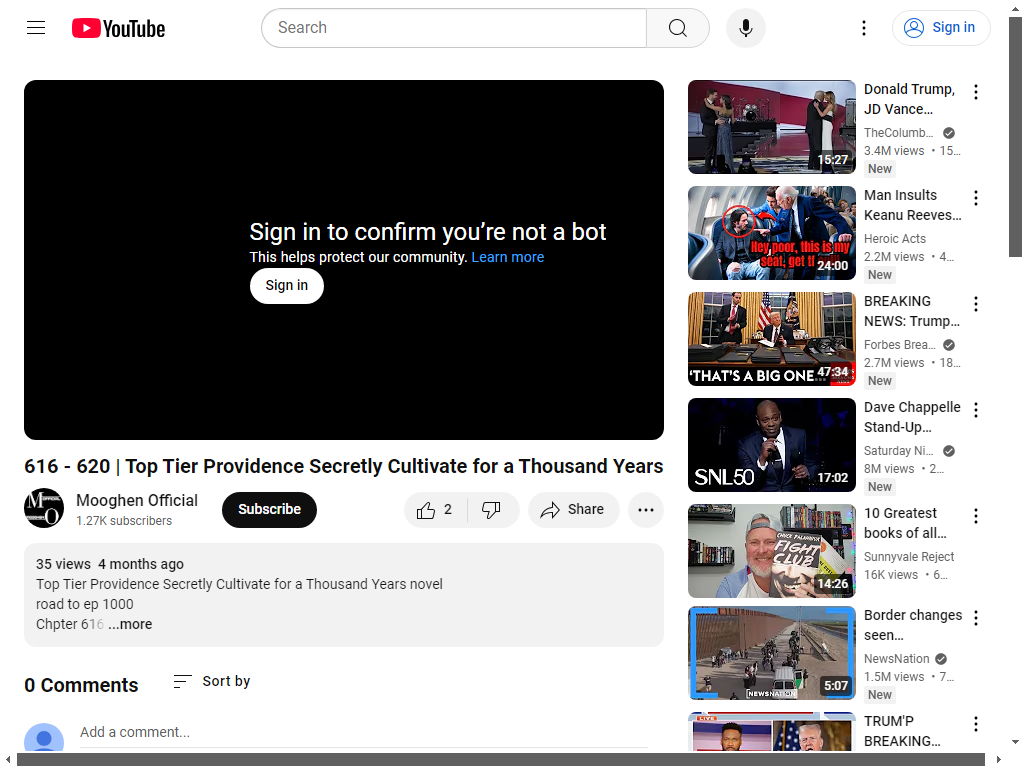 YouTube
Search
Sign in
Sign in to confirm you’re not a bot
This helps protect our community. Learn more
Sign in
616 - 620 | Top Tier Providence Secretly Cultivate for a Thousand Years
Mooghen Official
1.27K subscribers
Subscribe
2
Share
35 views 4 months ago
Top Tier Providence Secretly Cultivate for a Thousand Years novel
road to ep 1000
Chpter 616 ...more
0 Comments
Sort by
Add a comment...
15:27
Donald Trump,
JD Vance…
TheColumb…
3.4M views • 15…
New
Hey poor, this is my
seat, get
24:00
Man Insults
Keanu Reeves…
Heroic Acts
2.2M views • 4…
New
'THAT'S A BIG ONE...
47:34
BREAKING
NEWS: Trump…
Forbes Brea…
2.7M views • 18…
New
SNL50
17:02
Dave Chappelle
Stand-Up…
Saturday Ni…
8M views • 2…
New
CHUCK PALAHNIUK
FIGHT
CLUB
14:26
10 Greatest
books of all…
Sunnyvale Reject
16K views • 6…
NEWSNATION
5:07
Border changes
seen…
NewsNation
1.5M views • 7…
New
LIVE
TRUM'P
BREAKING…